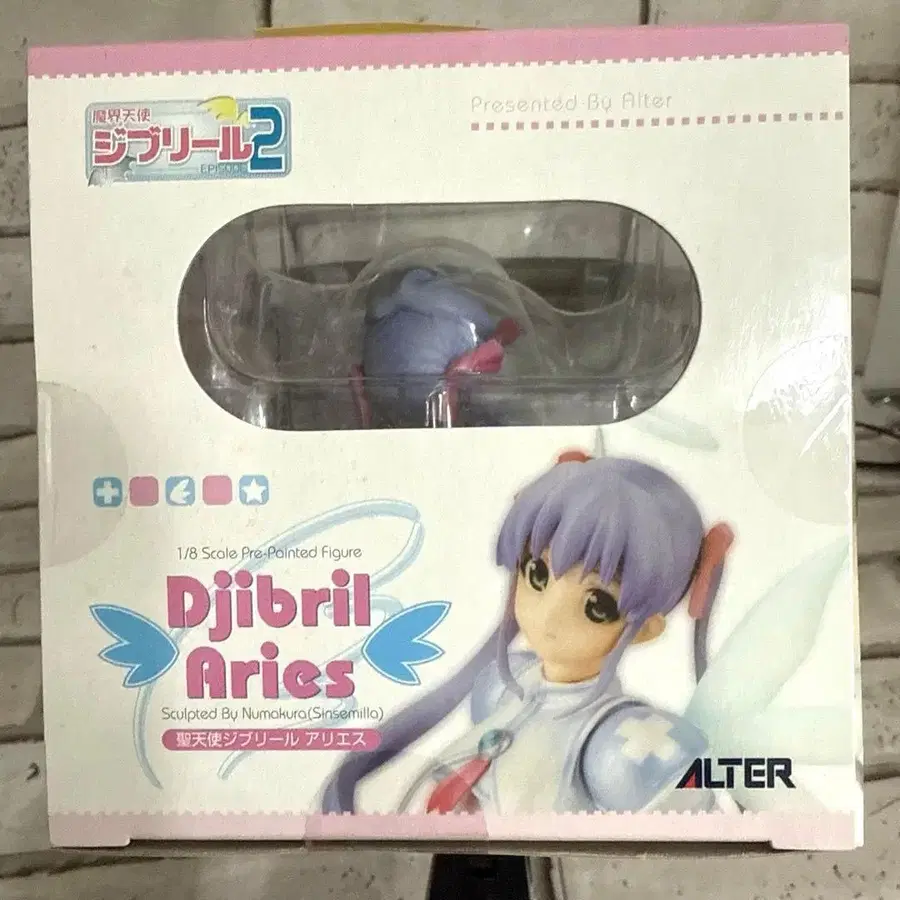 魔界天使
ジブリール2
EPISODE
Presented By Alter
1/8 Scale Pre-Painted Figure
Djibril
Aries
Sculpted By Numakura(Sinsemilla)
聖天使ジブリール アリエス
ALTER